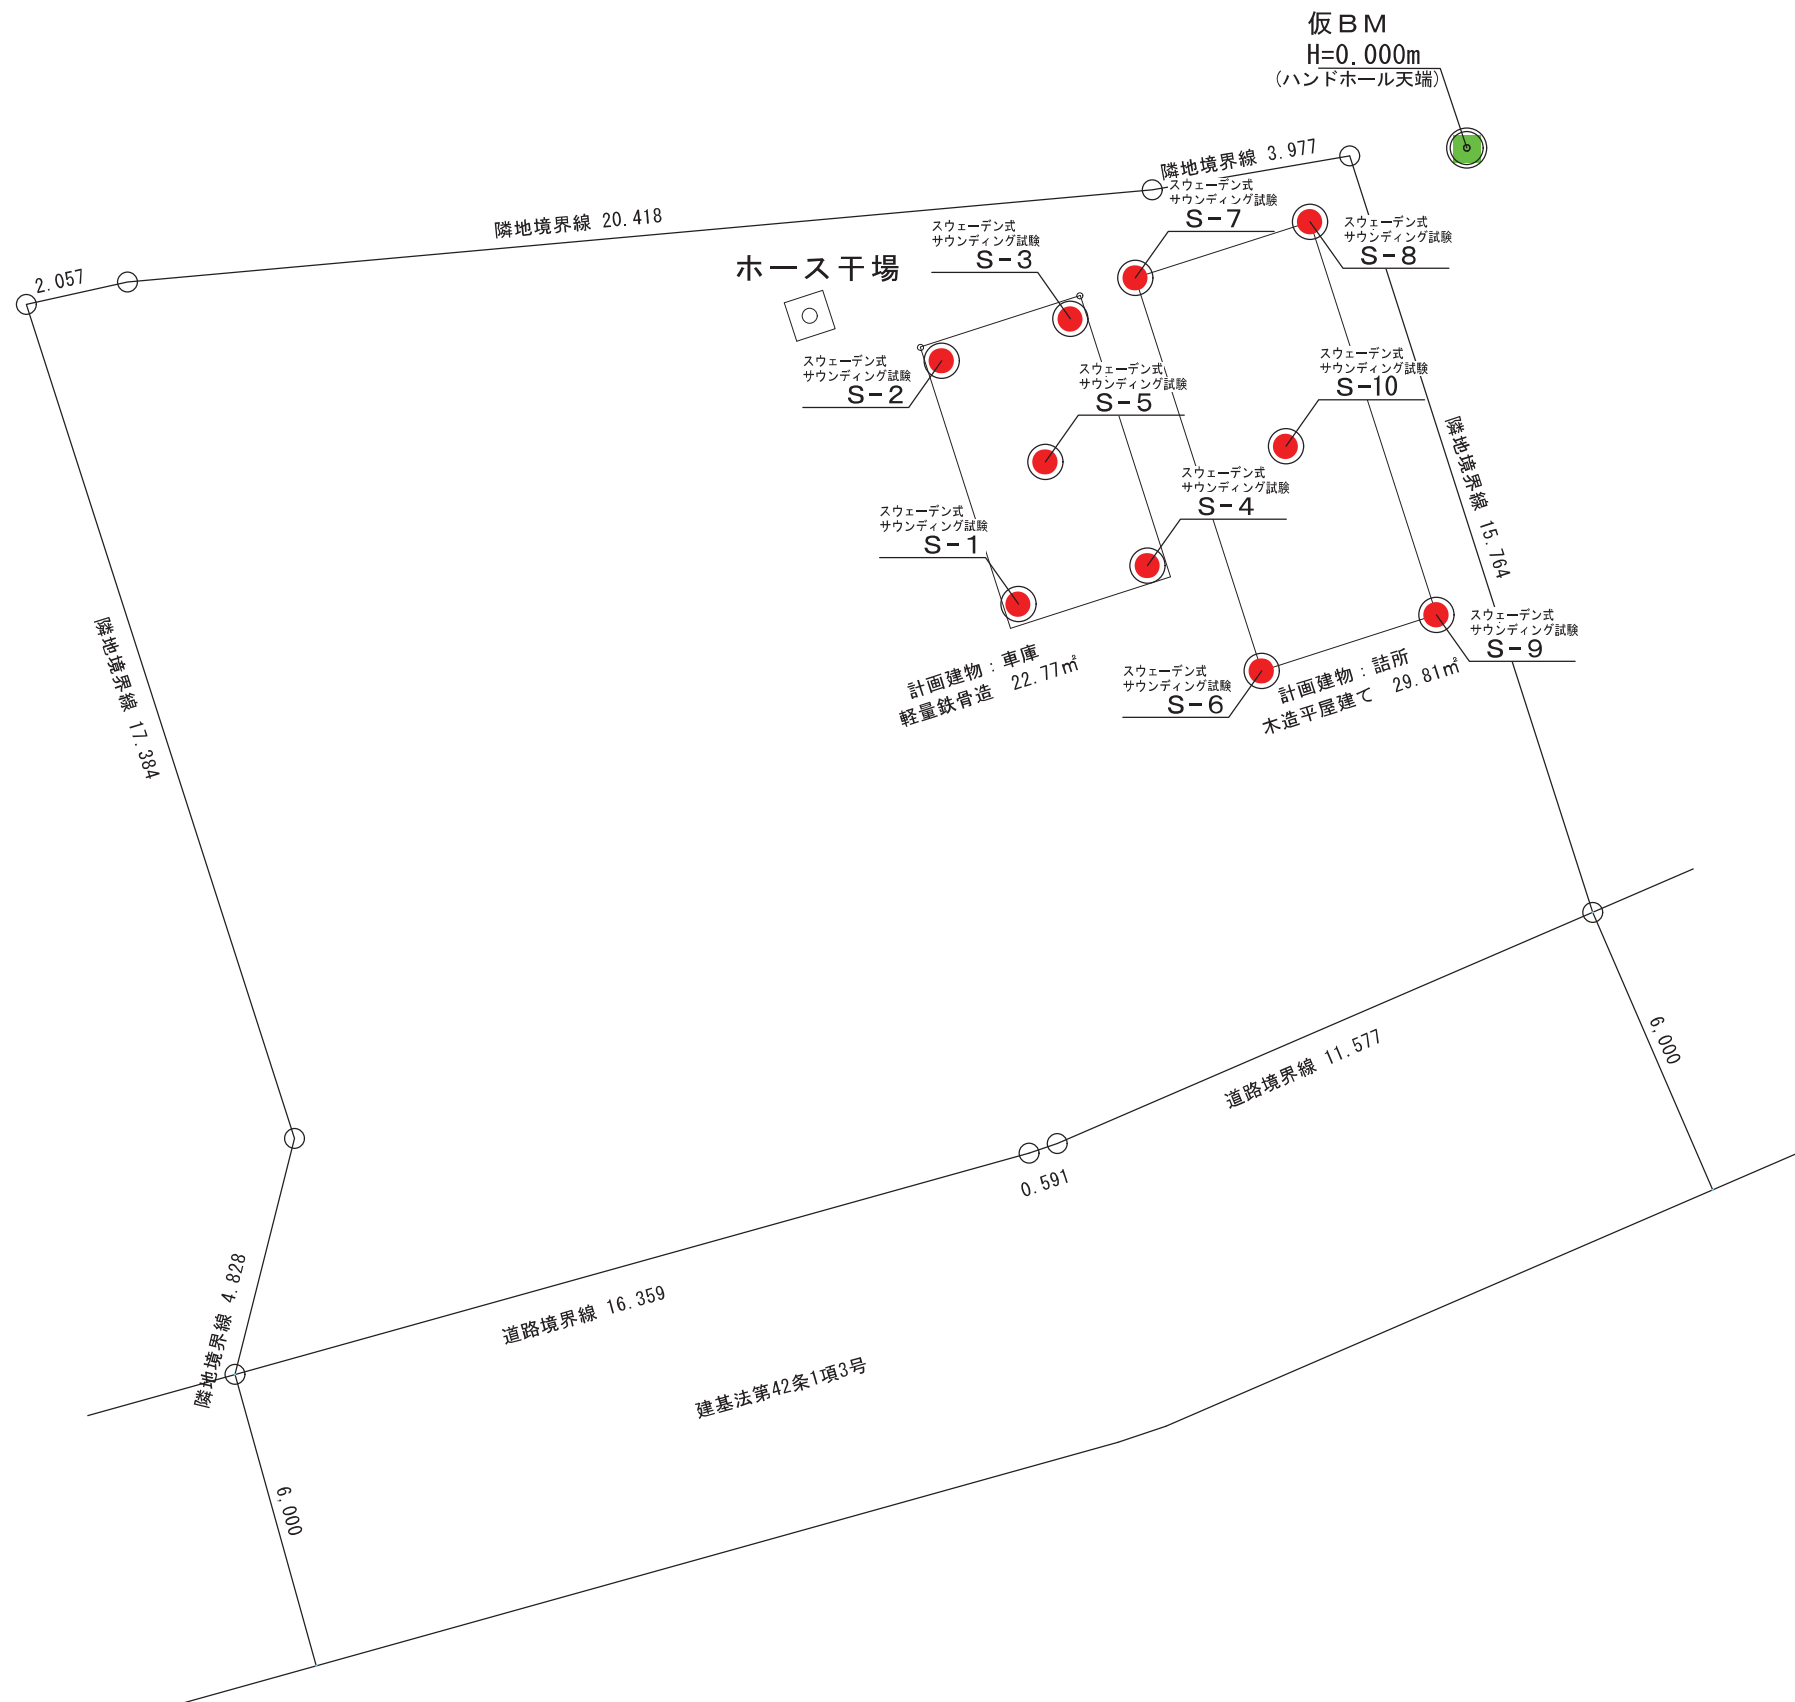 仮BM
H=0.000m
(ハンドホール天端)
隣地境界線 3.977
隣地境界線 20.418
2.057
スウェーデン式
サウンディング試験
S-7
スウェーデン式
サウンディング試験
S-8
スウェーデン式
サウンディング試験
S-3
ホース干場
スウェーデン式
サウンディング試験
S-2
スウェーデン式
サウンディング試験
S-5
スウェーデン式
サウンディング試験
S-10
隣地境界線 15.764
スウェーデン式
サウンディング試験
S-4
スウェーデン式
サウンディング試験
S-1
スウェーデン式
サウンディング試験
S-9
スウェーデン式
サウンディング試験
S-6
計画建物：車庫
軽量鉄骨造 22.77㎡
計画建物：詰所
木造平屋建て 29.81㎡
隣地境界線 17.384
6,000
道路境界線 11.577
0.591
隣地境界線 4.828
道路境界線 16.359
建基法第42条1項3号
6,000